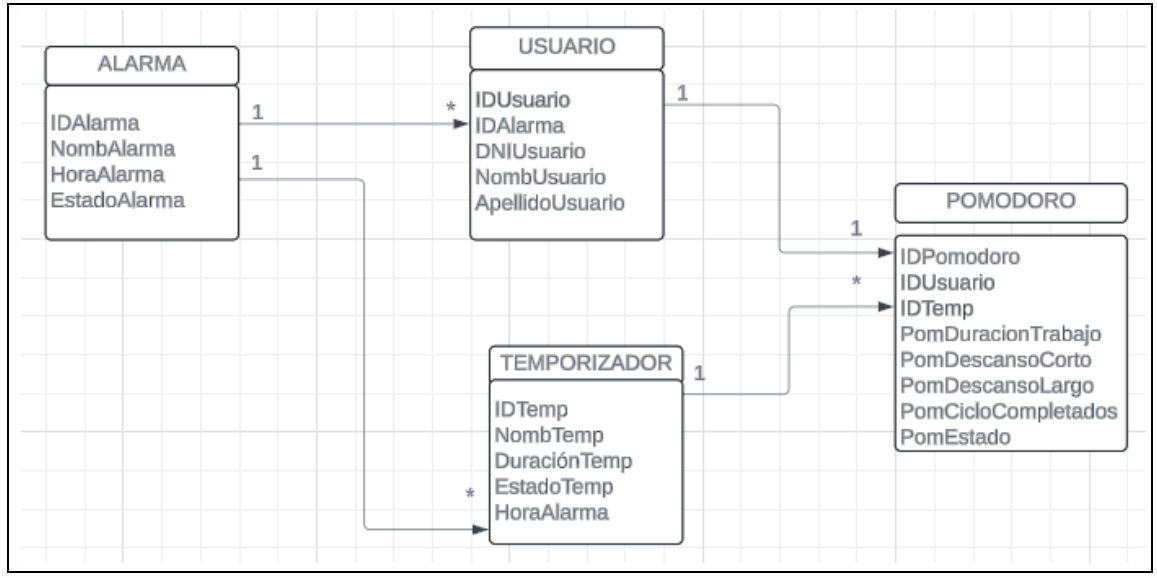 ALARMA
IDAlarma
NombAlarma
HoraAlarma
EstadoAlarma
1
1
*
USUARIO
IDUsuario
IDAlarma
DNIUsuario
NombUsuario
ApellidoUsuario
1
1
*
POMODORO
IDPomodoro
IDUsuario
IDTemp
PomDuracionTrabajo
PomDescansoCorto
PomDescansoLargo
PomCicloCompletados
PomEstado
*
TEMPORIZADOR
IDTemp
NombTemp
DuraciónTemp
EstadoTemp
HoraAlarma
1